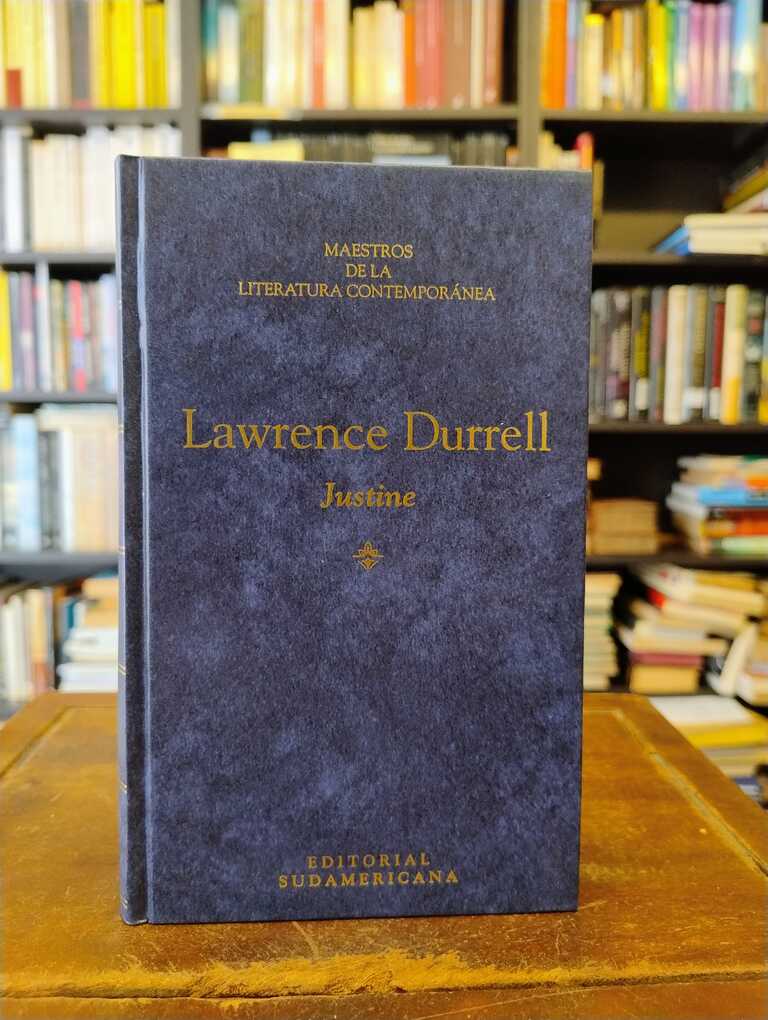 MAESTROS
DE LA
LITERATURA CONTEMPORÁNEA
Lawrence Durrell
Justine
EDITORIAL
SUDAMERICANA